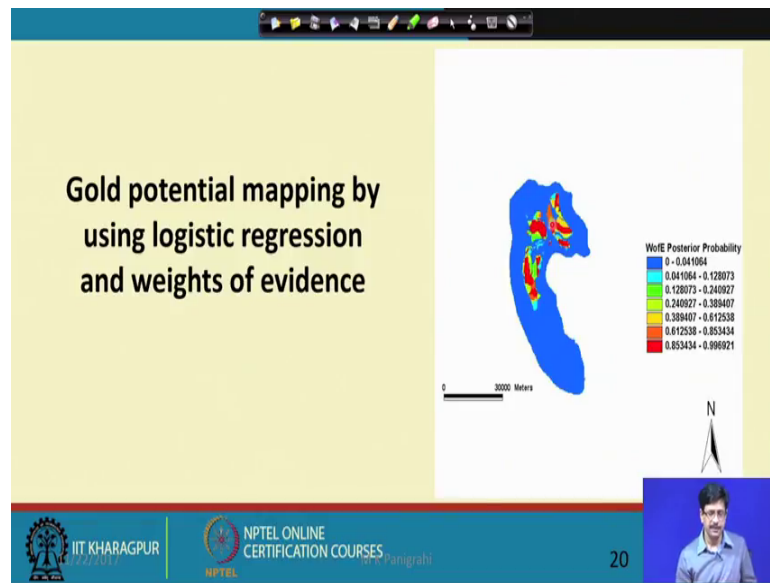 Gold potential mapping by
using logistic regression
and weights of evidence
WofE Posterior Probability
0 - 0.041064
0.041064 - 0.128073
0.128073 - 0.240927
0.240927 - 0.389407
0.389407 - 0.612538
0.612538 - 0.853434
0.853434 - 0.996921
0 30000 Meters
N
IIT KHARAGPUR
NPTEL
NPTEL ONLINE
CERTIFICATION COURSES
M K Panigrahi
20